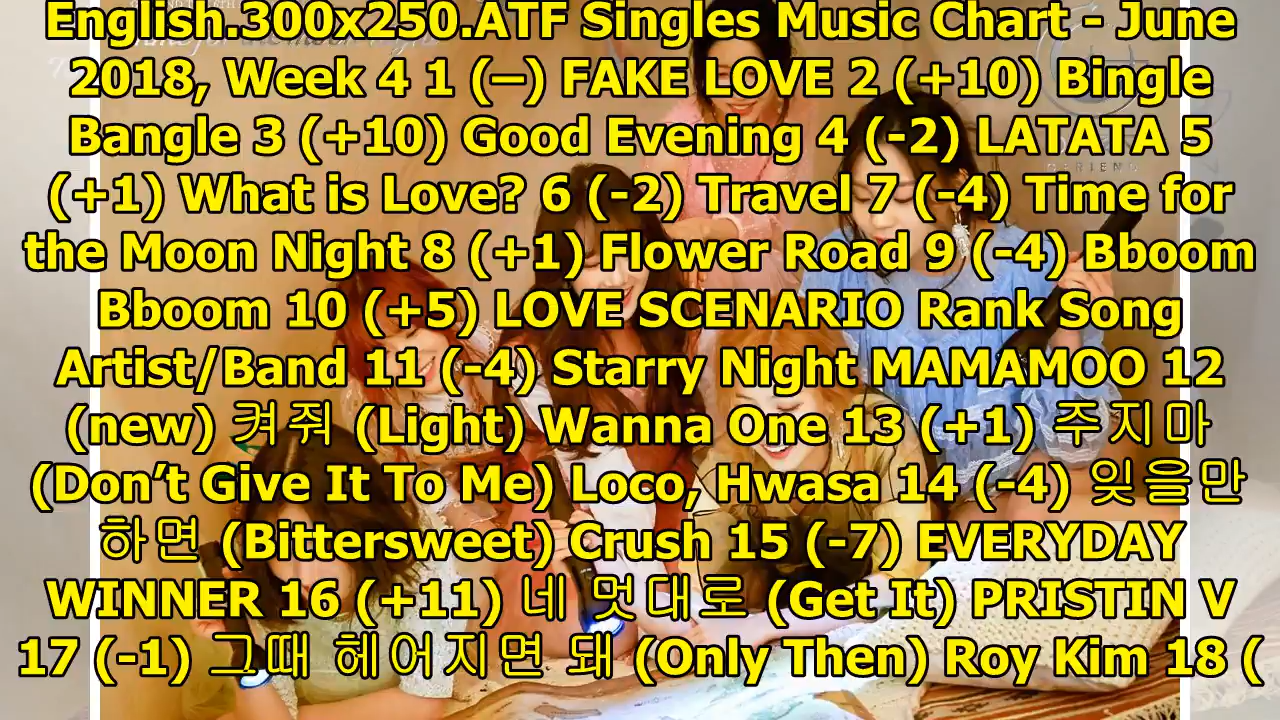 English.300x250.ATF Singles Music Chart - June
2018, Week 4 1 (—) FAKE LOVE 2 (+10) Bingle
Bangle 3 (+10) Good Evening 4 (-2) LATATA 5
(+1) What is Love? 6 (-2) Travel 7 (-4) Time for
the Moon Night 8 (+1) Flower Road 9 (-4) Bboom
Bboom 10 (+5) LOVE SCENARIO Rank Song
Artist/Band 11 (-4) Starry Night MAMAMOO 12
(new) 켜줘 (Light) Wanna One 13 (+1) 주지마
(Don’t Give It To Me) Loco, Hwasa 14 (-4) 잊을만
하면 (Bittersweet) Crush 15 (-7) EVERYDAY
WINNER 16 (+11) 네 멋대로 (Get It) PRISTIN V
17 (-1) 그때 헤어지면 돼 (Only Then) Roy Kim 18 (